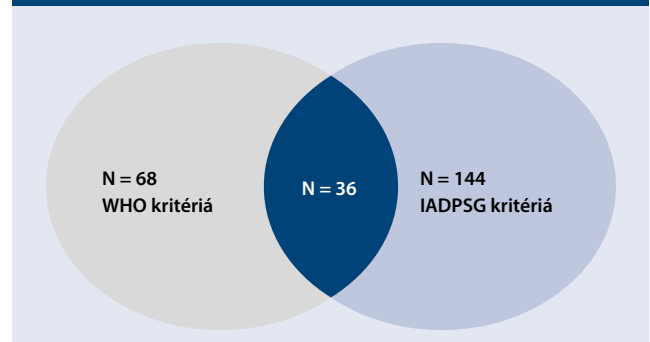 N = 68
WHO kritériá
N = 36
N = 144
IADPSG kritériá